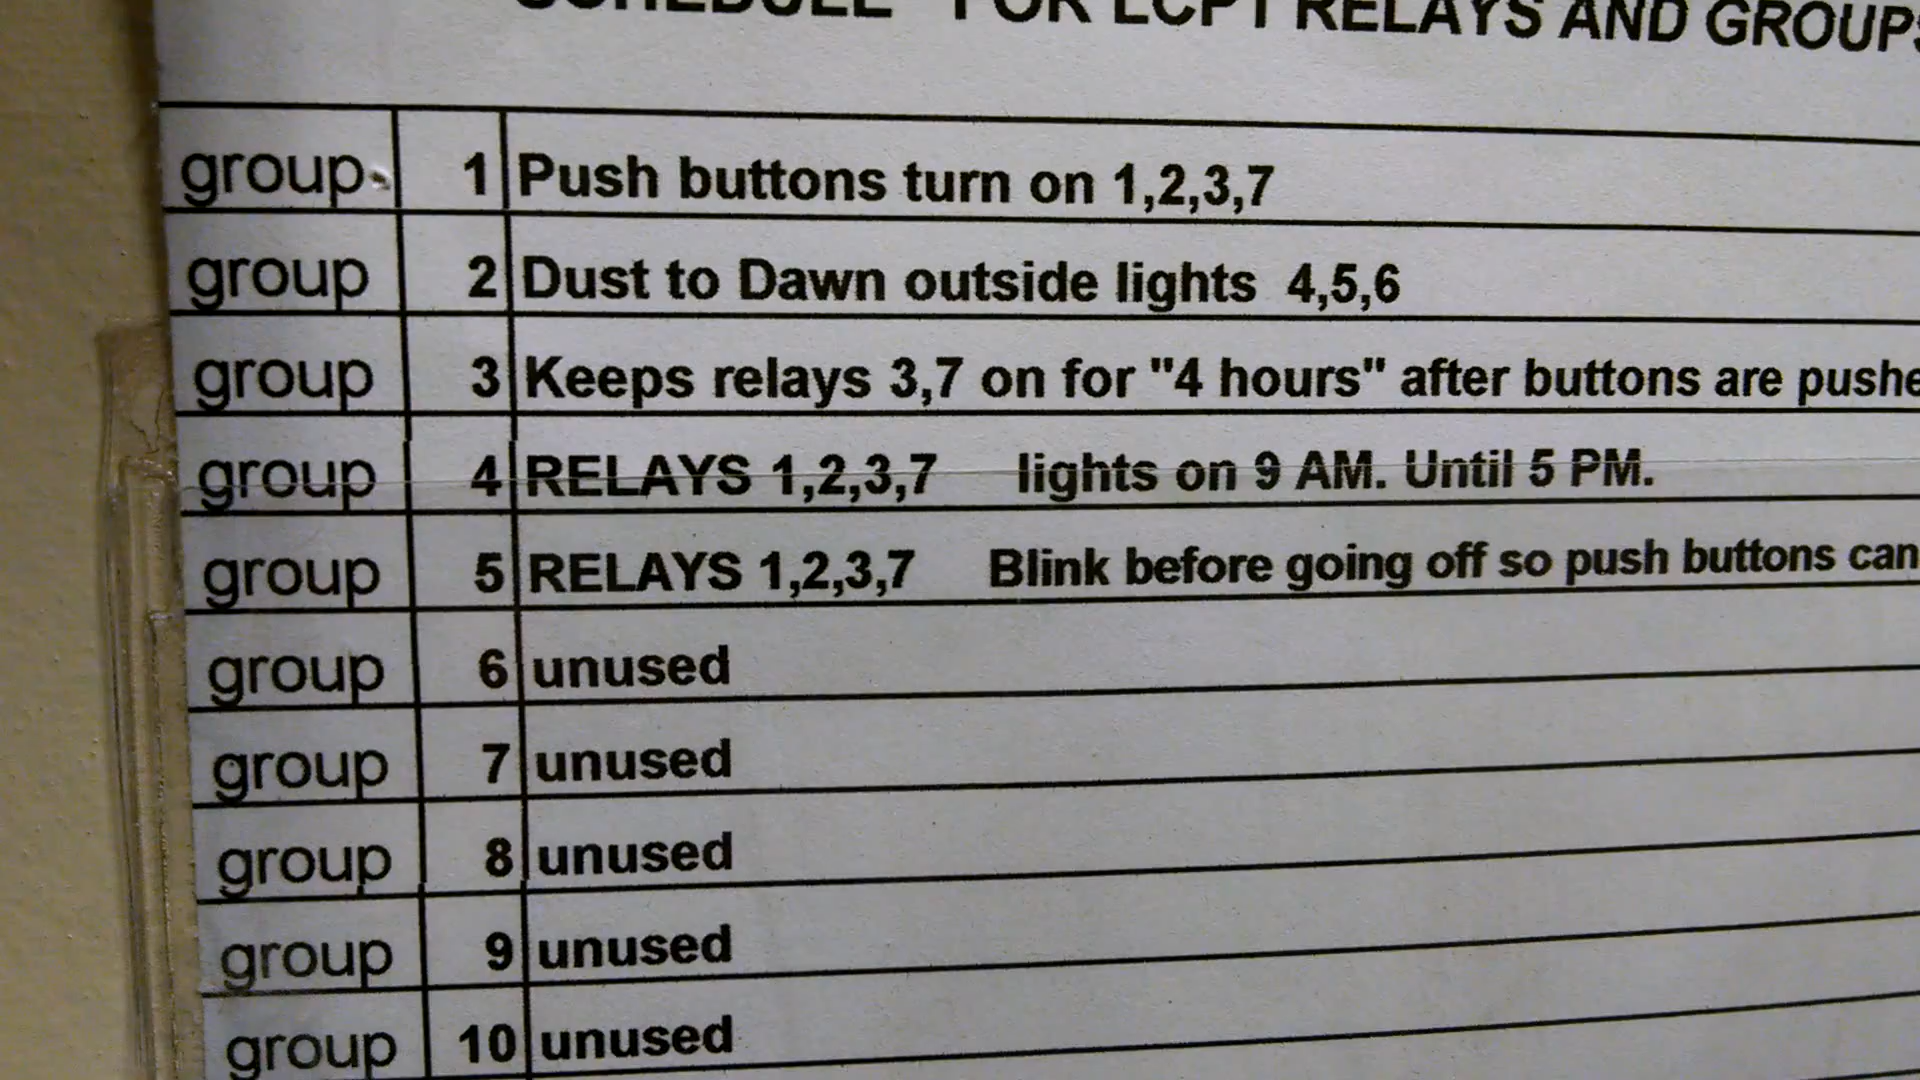 SCHEDULE FOR LCP1 RELAYS AND GROUPS
group 1 Push buttons turn on 1,2,3,7
group 2 Dust to Dawn outside lights 4,5,6
group 3 Keeps relays 3,7 on for "4 hours" after buttons are pushe
group 4 RELAYS 1,2,3,7 lights on 9 AM. Until 5 PM.
group 5 RELAYS 1,2,3,7 Blink before going off so push buttons can
group 6 unused
group 7 unused
group 8 unused
group 9 unused
group 10 unused